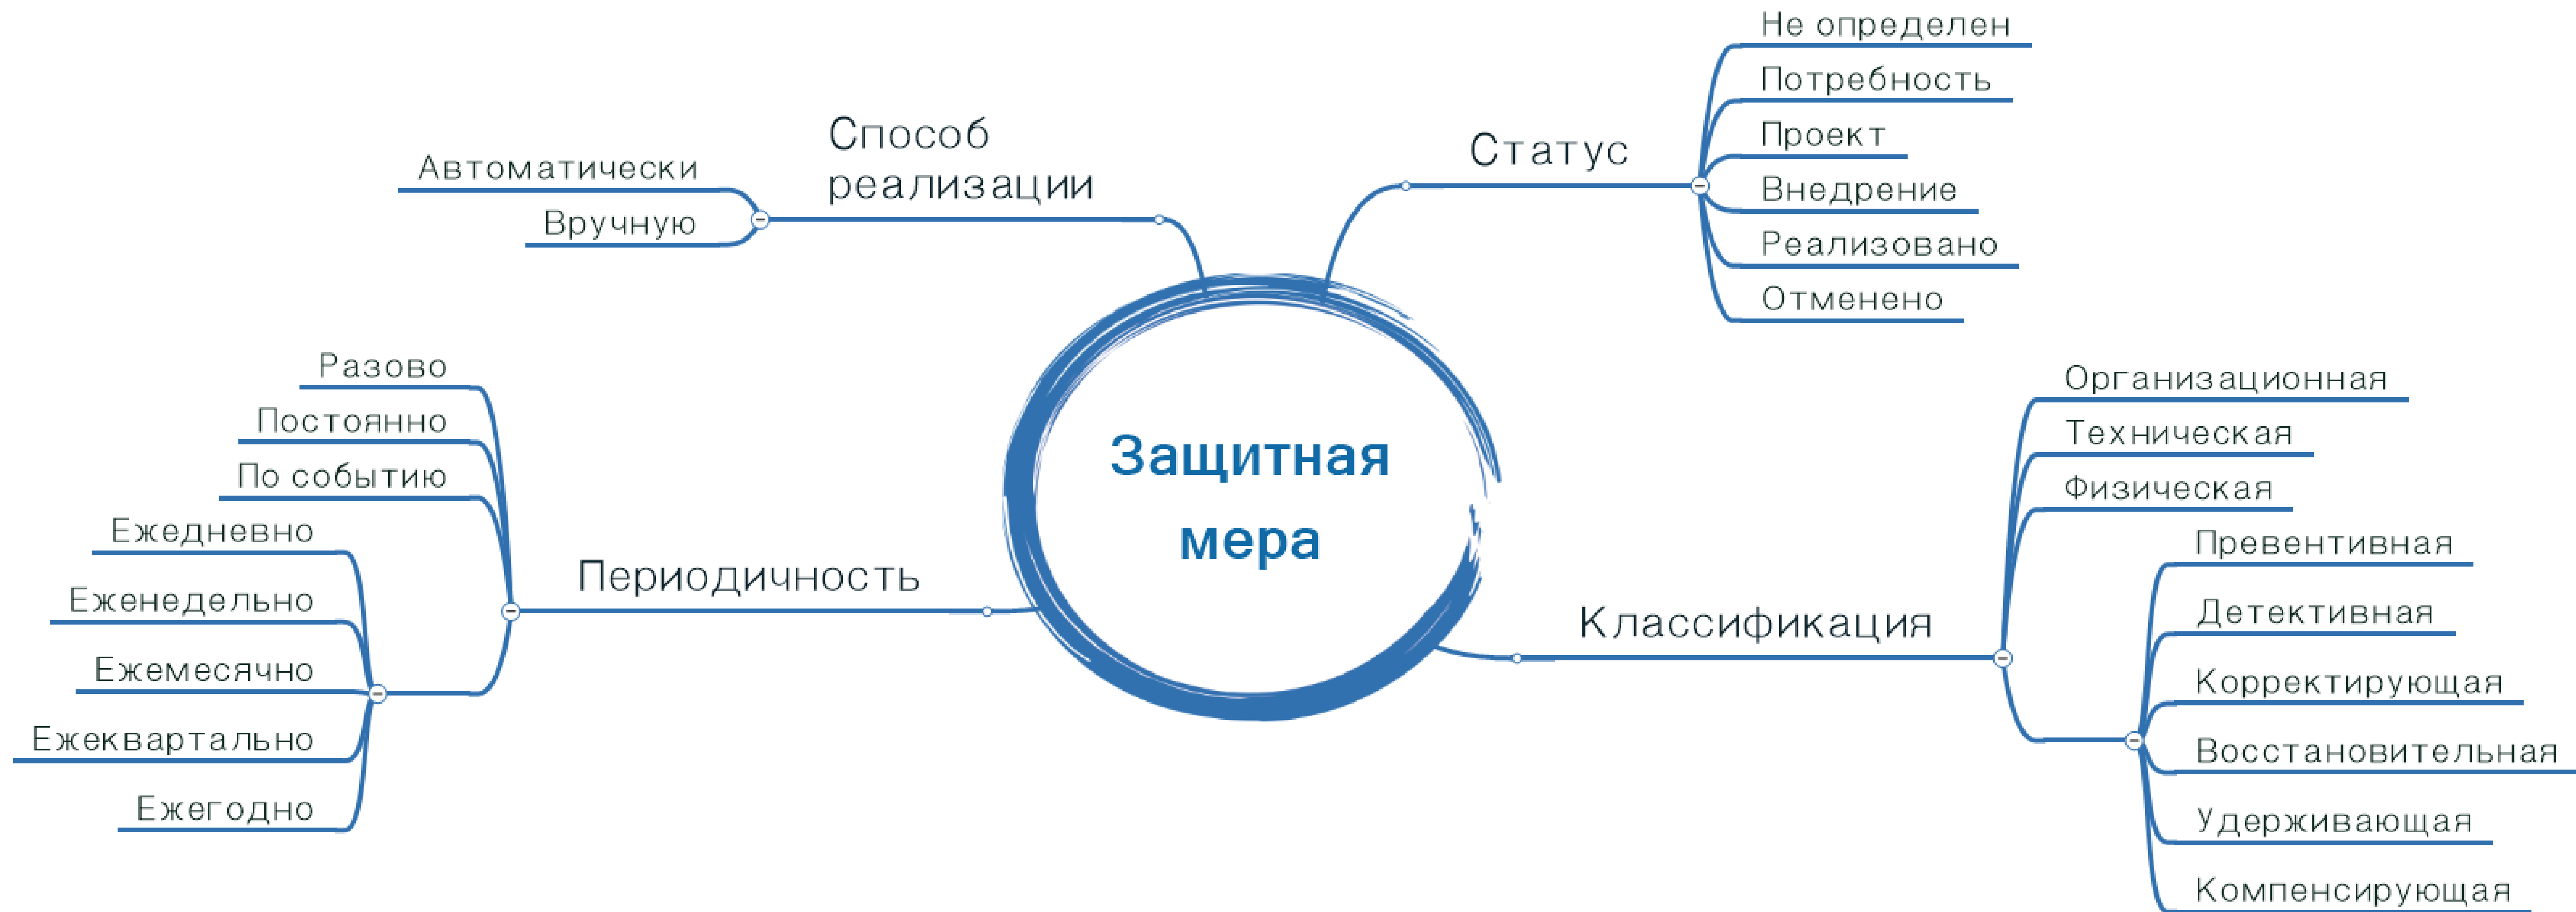 Защитная
мера
Способ
реализации
Автоматически
Вручную
Периодичность
Разово
Постоянно
По событию
Ежедневно
Еженедельно
Ежемесячно
Ежеквартально
Ежегодно
Статус
Не определен
Потребность
Проект
Внедрение
Реализовано
Отменено
Классификация
Организационная
Техническая
Физическая
Превентивная
Детективная
Корректирующая
Восстановительная
Удерживающая
Компенсирующая